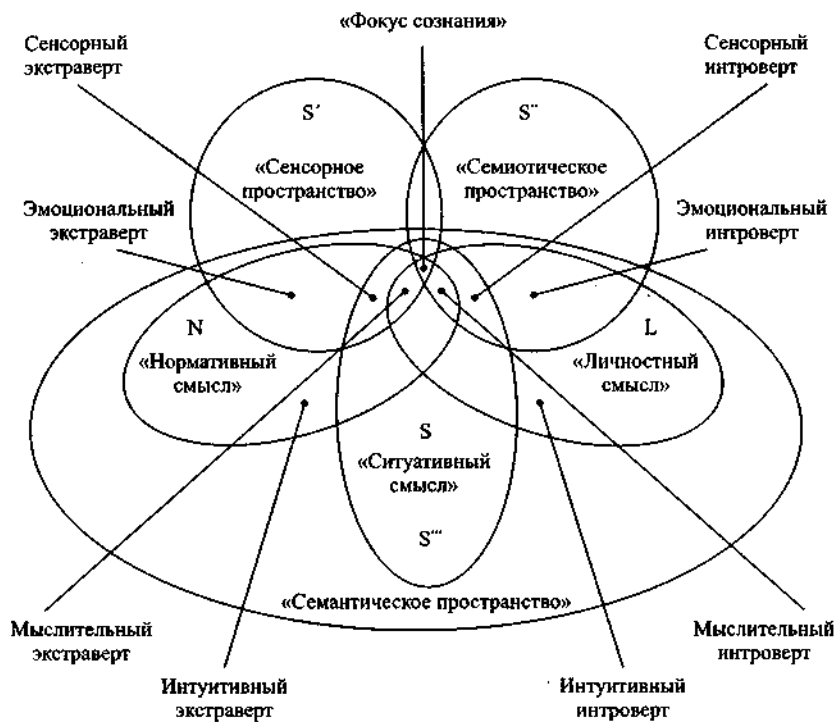 «Фокус сознания»
Сенсорный
экстраверт
Сенсорный
интроверт
S′
S″
«Сенсорное
пространство»
«Семиотическое
пространство»
Эмоциональный
экстраверт
Эмоциональный
интроверт
N
«Нормативный
смысл»
L
«Личностный
смысл»
S
«Ситуативный
смысл»
S‴
«Семантическое пространство»
Мыслительный
экстраверт
Мыслительный
интроверт
Интуитивный
экстраверт
Интуитивный
интроверт